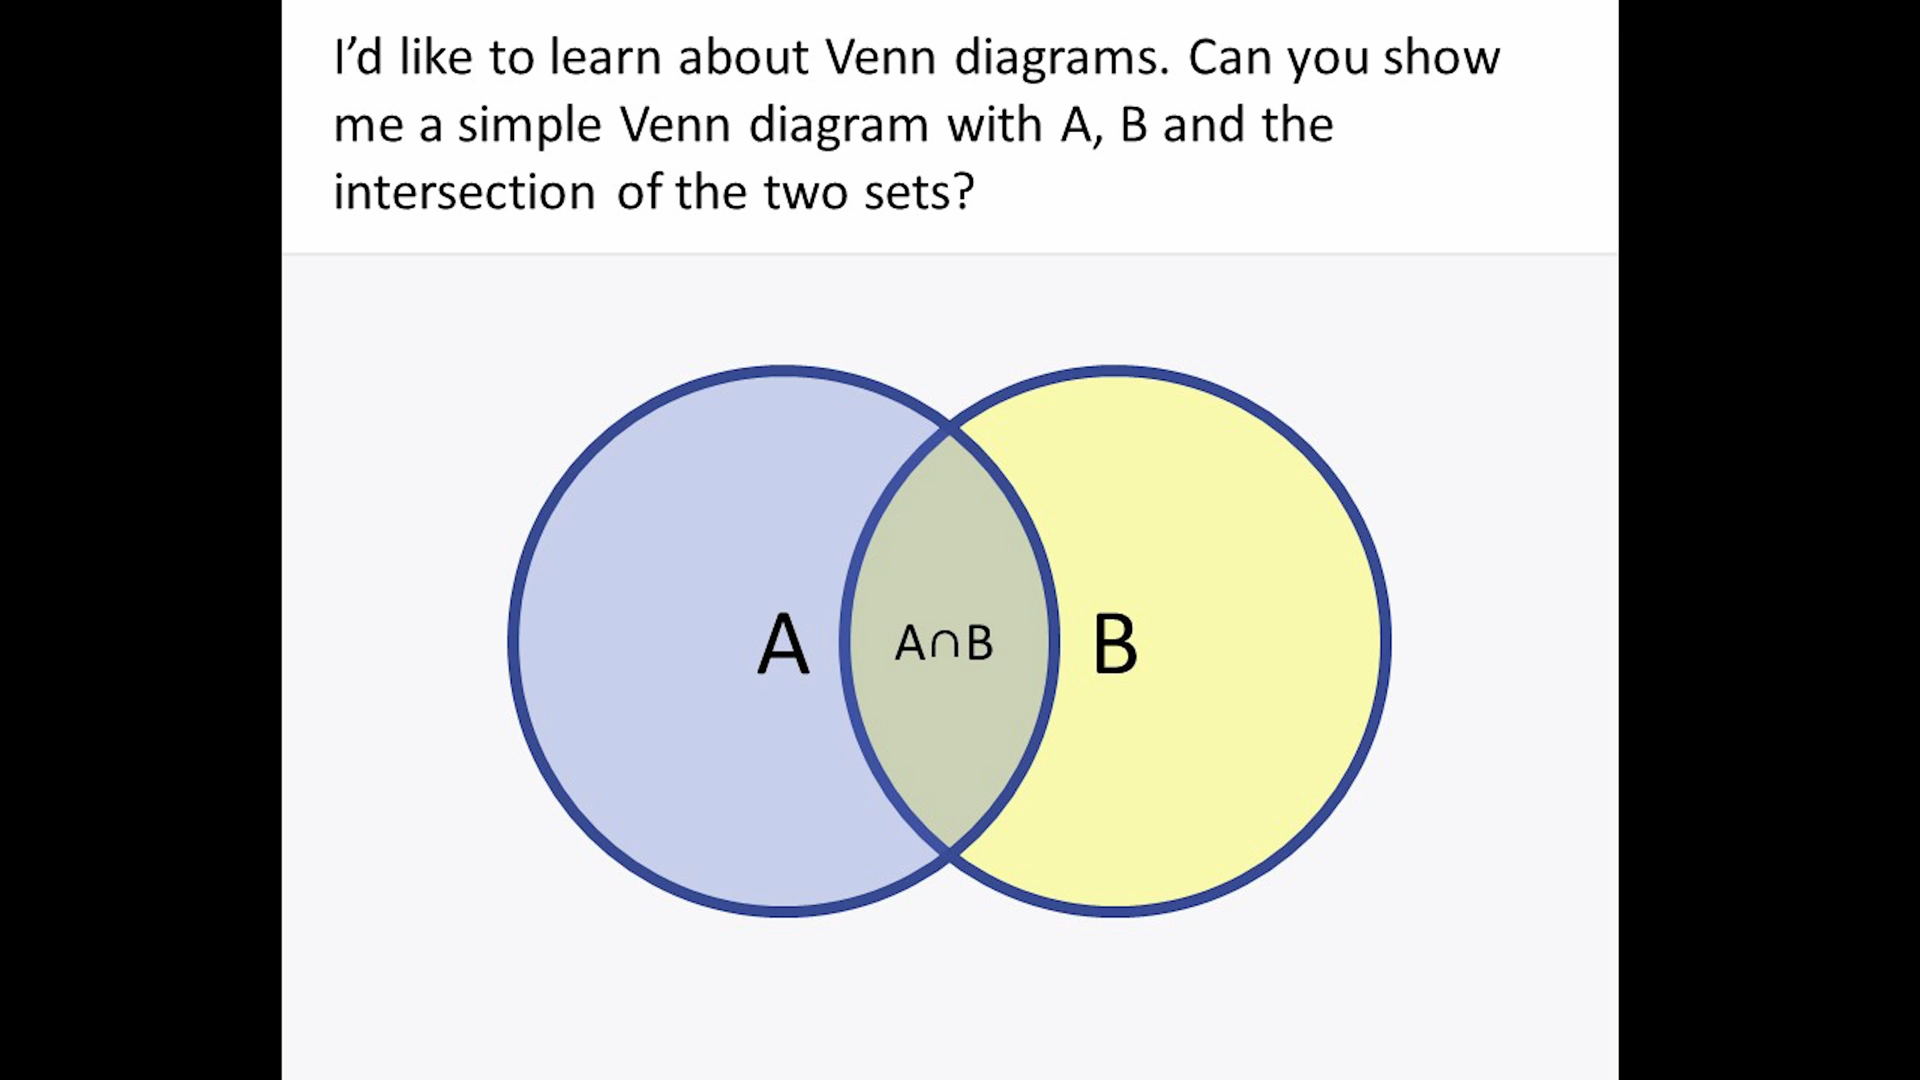 I’d like to learn about Venn diagrams. Can you show
me a simple Venn diagram with A, B and the
intersection of the two sets?
A A∩B B